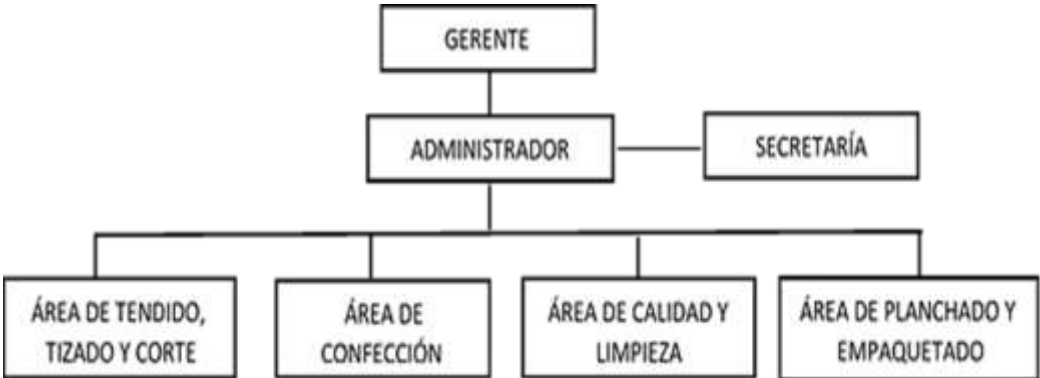 GERENTE
ADMINISTRADOR
SECRETARÍA
ÁREA DE TENDIDO,
TIZADO Y CORTE
ÁREA DE
CONFECCIÓN
ÁREA DE CALIDAD Y
LIMPIEZA
ÁREA DE PLANCHADO Y
EMPAQUETADO